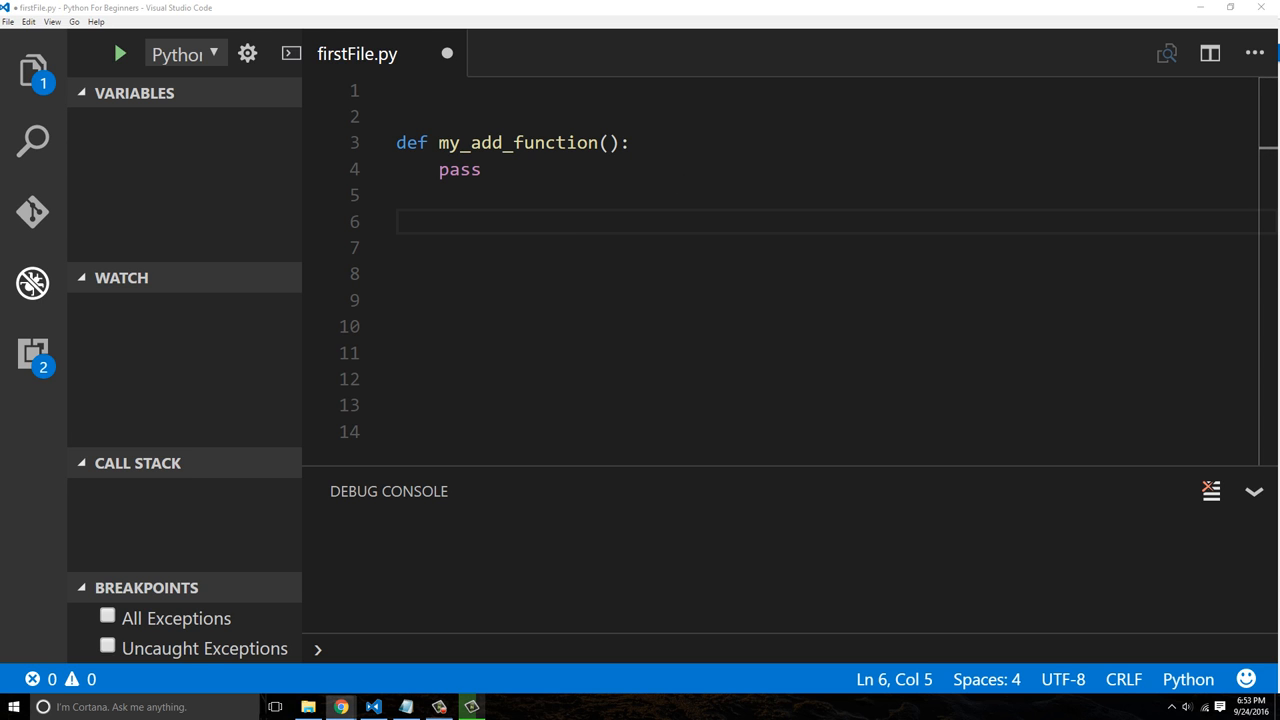 ● firstFile.py - Python For Beginners - Visual Studio Code
File Edit View Go Help
Python
firstFile.py
1
VARIABLES
WATCH
2
CALL STACK
BREAKPOINTS
All Exceptions
Uncaught Exceptions
1
2
3 def my_add_function():
4     pass
5
6
7
8
9
10
11
12
13
14
DEBUG CONSOLE
0 0
Ln 6, Col 5 Spaces: 4 UTF-8 CRLF Python
I'm Cortana. Ask me anything.
6:53 PM
9/24/2016